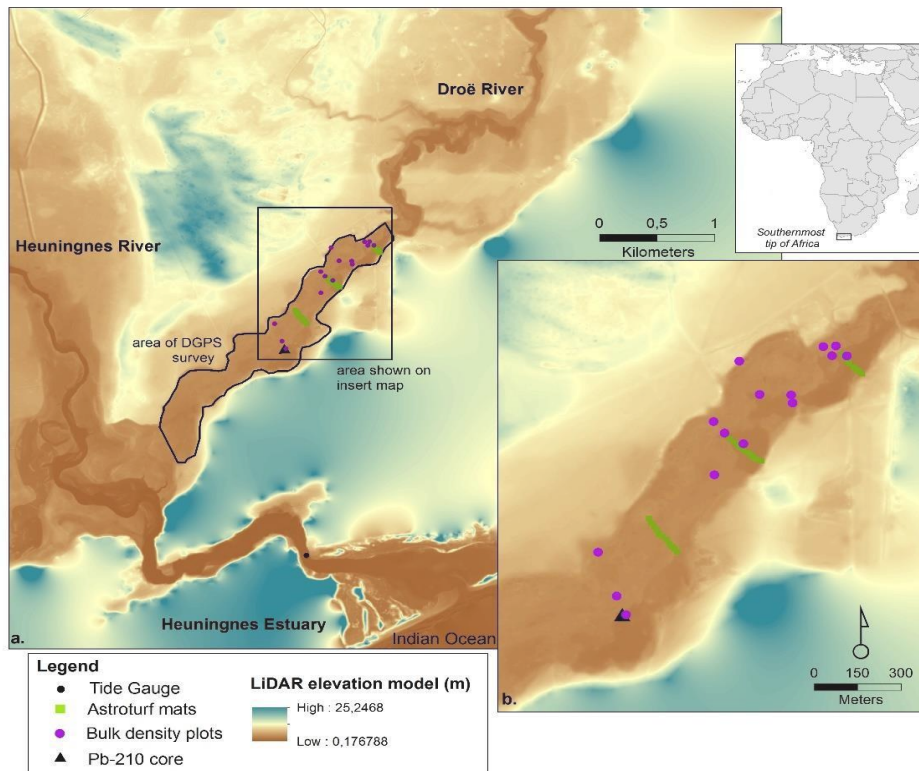 Droë River
Heuningnes River
0 0,5 1
Kilometers
Southernmost
tip of Africa
area of DGPS
survey
area shown on
insert map
Heuningnes Estuary
Indian Ocean
a.
b.
0 150 300
Meters
Legend
Tide Gauge
Astroturf mats
Bulk density plots
Pb-210 core
LiDAR elevation model (m)
High : 25,2468
Low : 0,176788